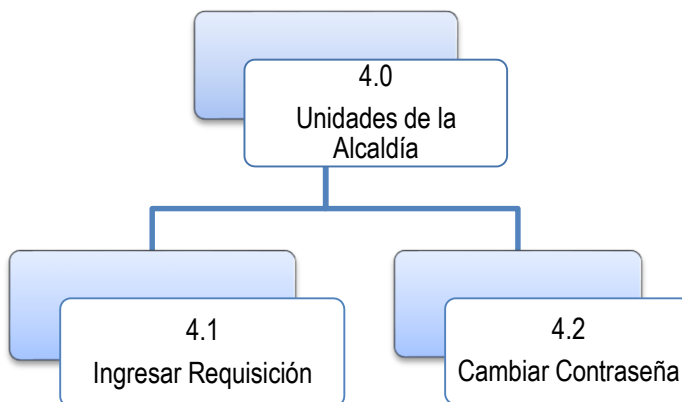 4.0
Unidades de la
Alcaldía
4.1
Ingresar Requisición
4.2
Cambiar Contraseña